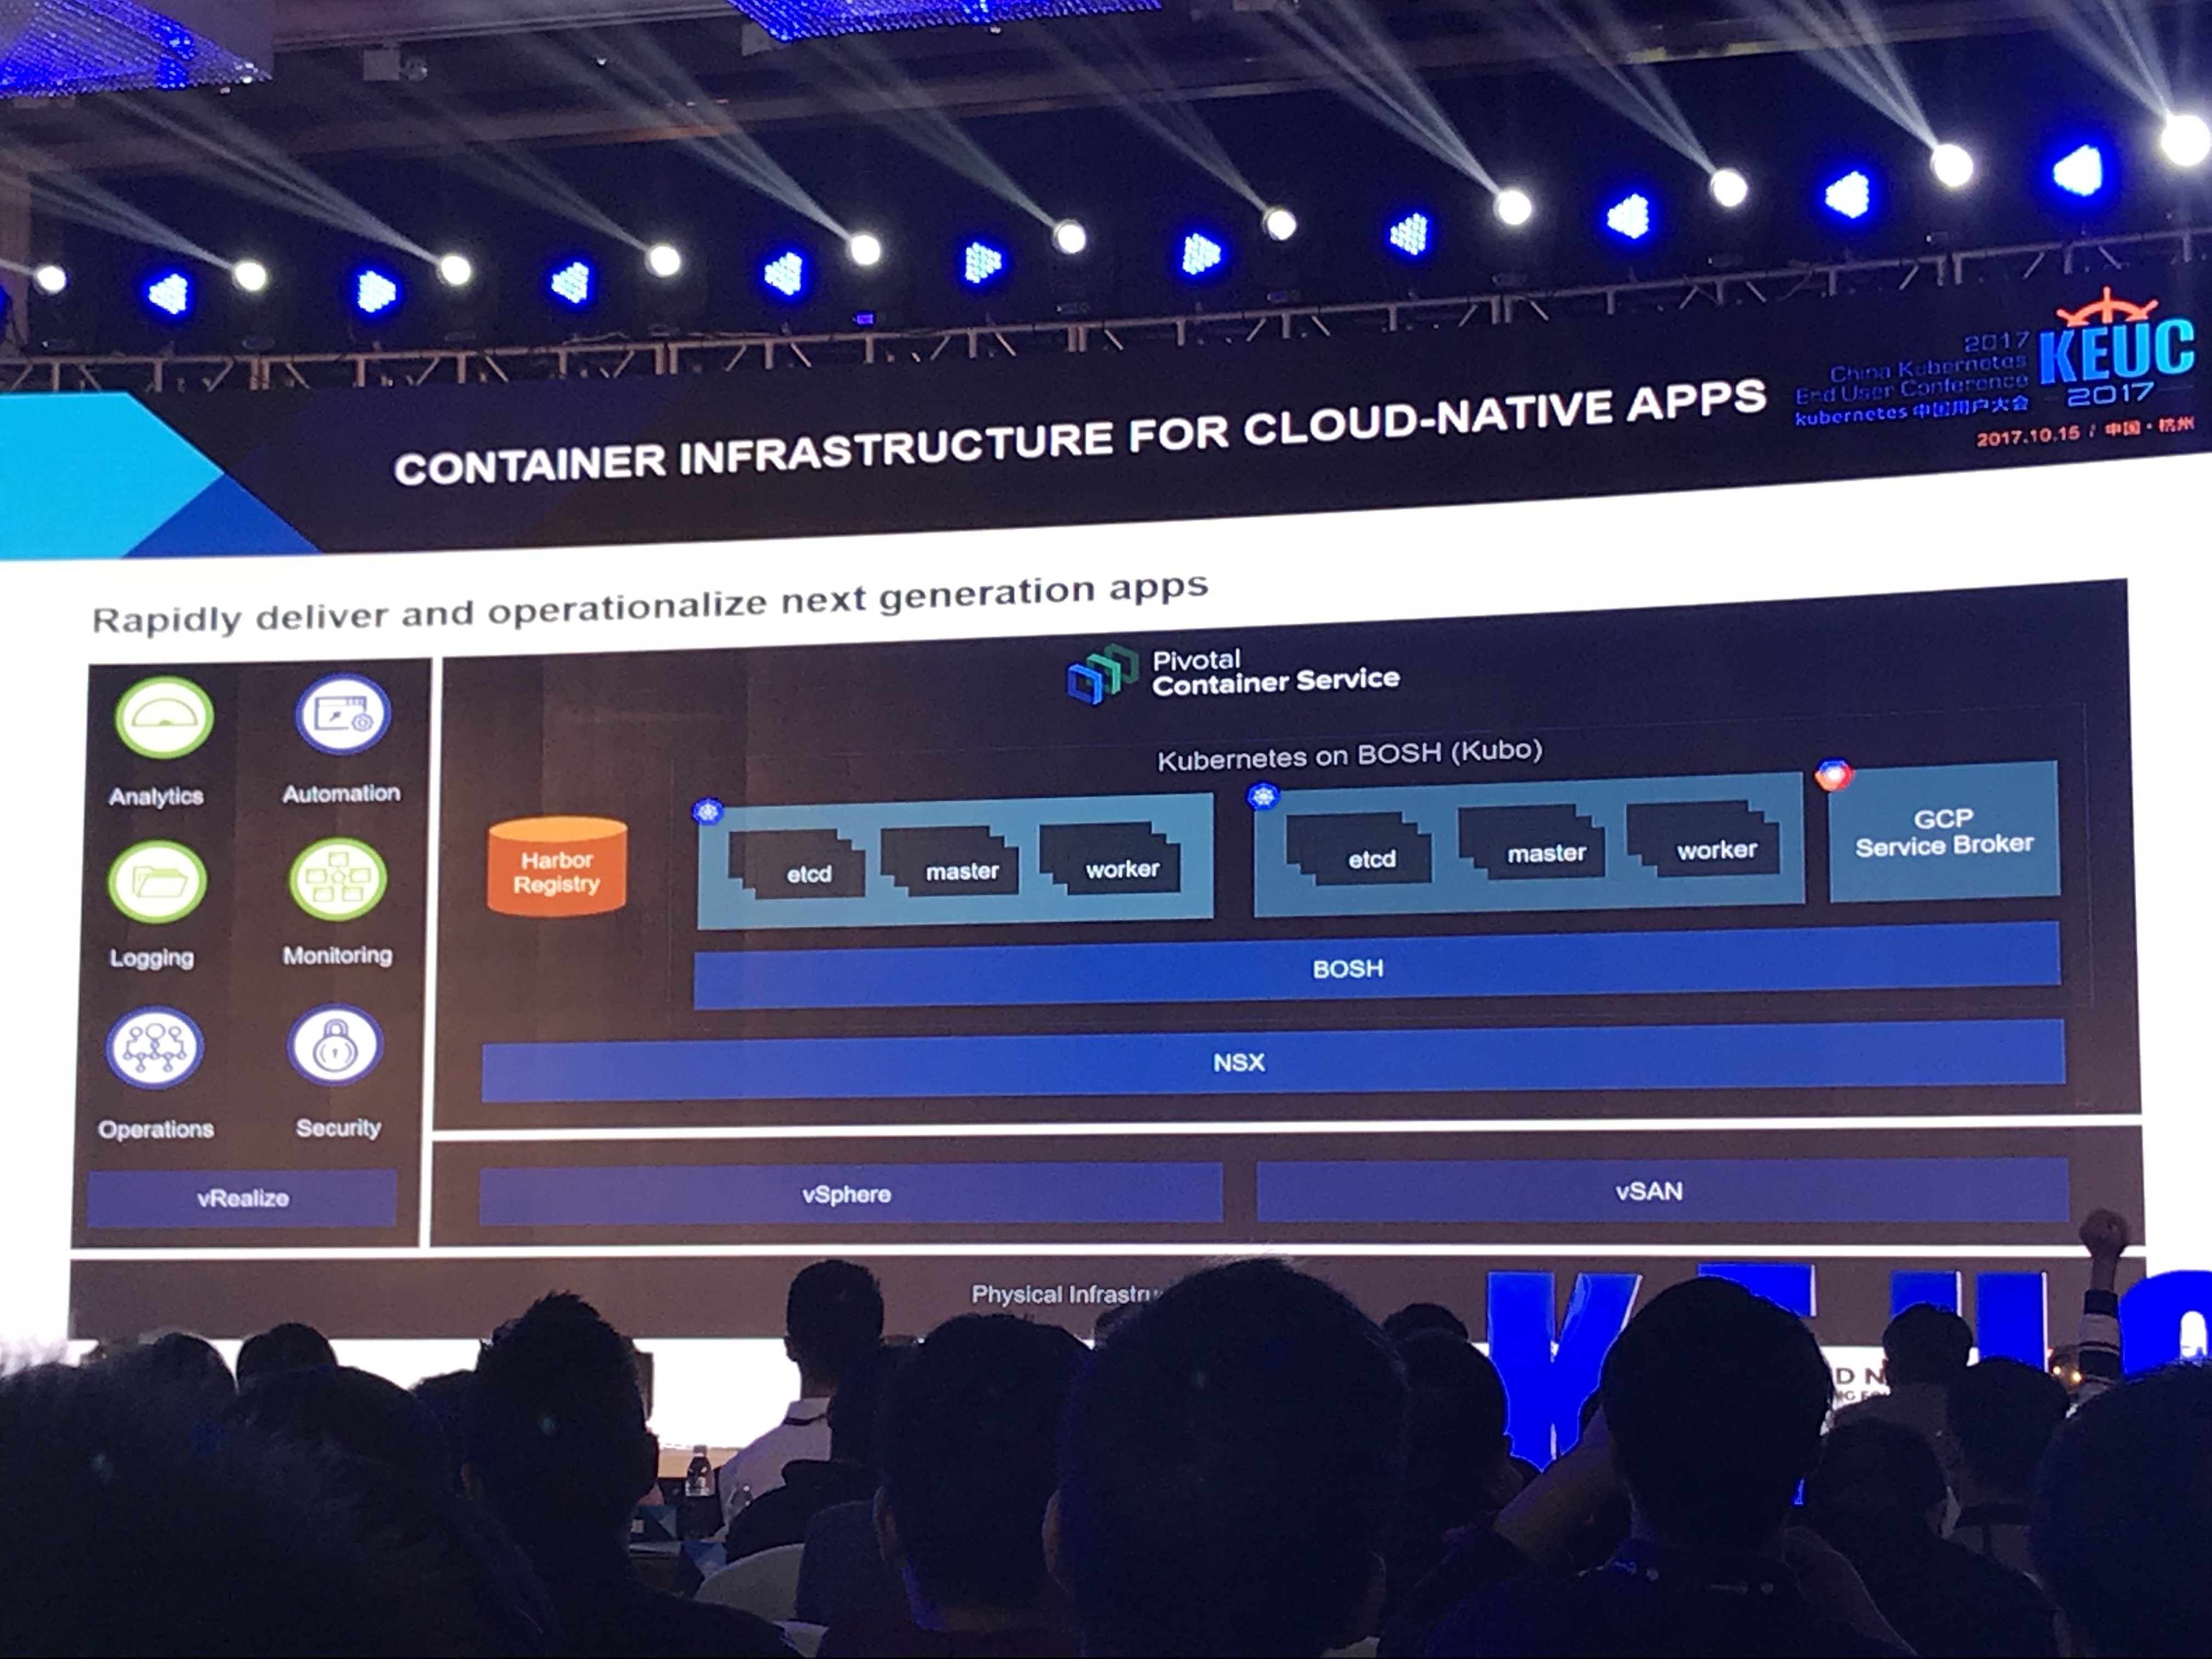 2017
China Kubernetes
End User Conference
kubernetes 中国用户大会
KEUC
2017
2017.10.15 / 中国·杭州
CONTAINER INFRASTRUCTURE FOR CLOUD-NATIVE APPS
Rapidly deliver and operationalize next generation apps
Analytics
Automation
Logging
Monitoring
Operations
Security
vRealize
Pivotal
Container Service
Kubernetes on BOSH (Kubo)
Harbor
Registry
etcd
master
worker
etcd
master
worker
GCP
Service Broker
BOSH
NSX
vSphere
vSAN
Physical